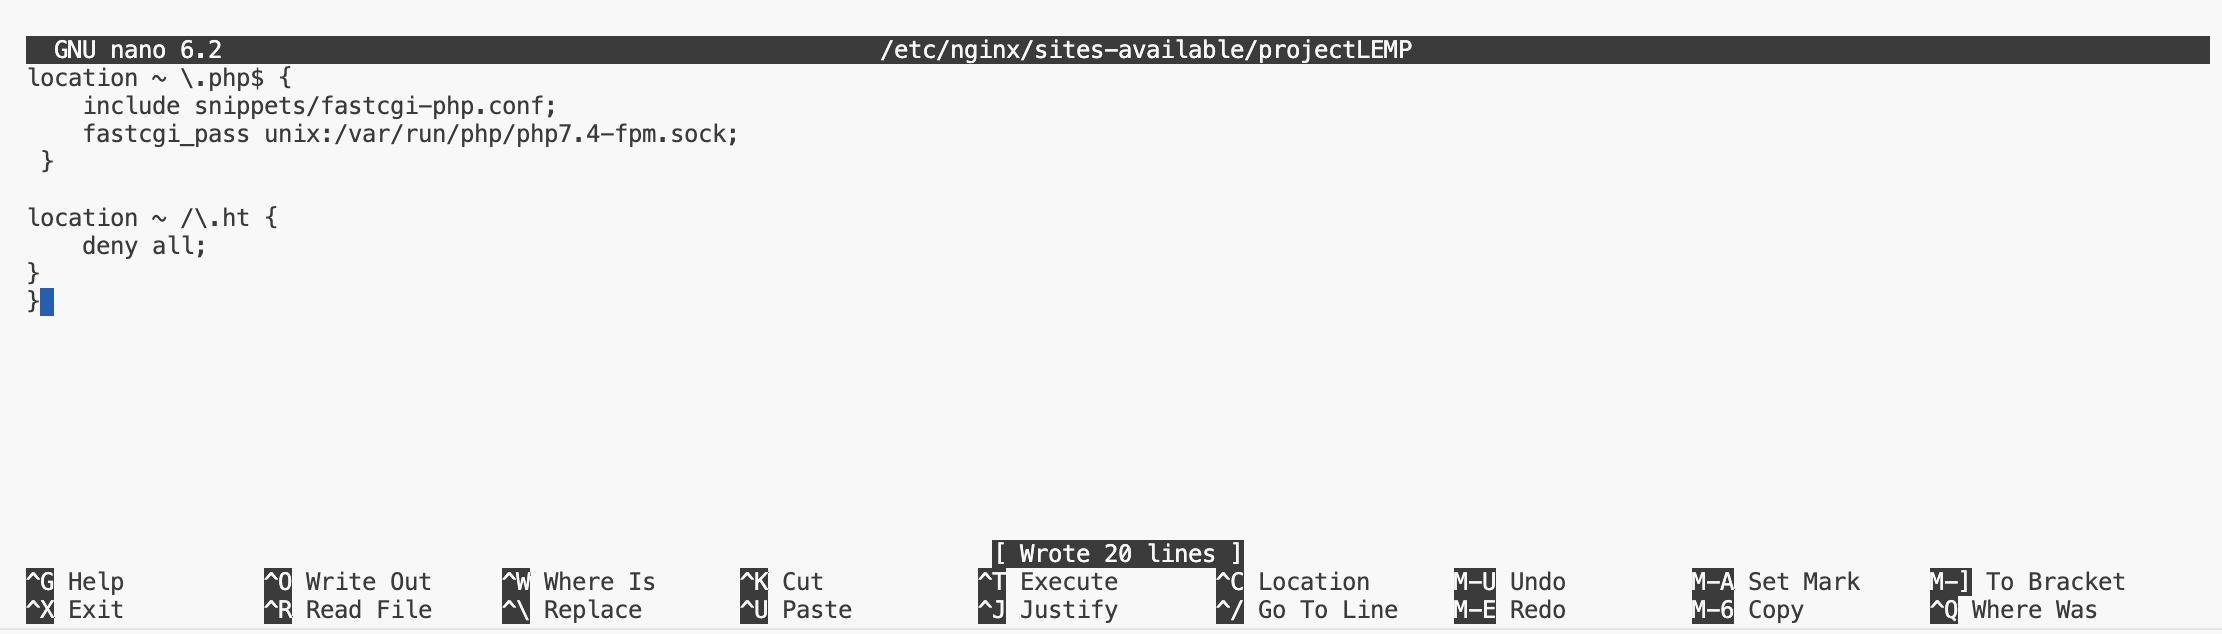 GNU nano 6.2 /etc/nginx/sites-available/projectLEMP
location ~ \.php$ {
    include snippets/fastcgi-php.conf;
    fastcgi_pass unix:/var/run/php/php7.4-fpm.sock;
 }

location ~ /\.ht {
    deny all;
}
}
[ Wrote 20 lines ]
^G Help ^O Write Out ^W Where Is ^K Cut ^T Execute ^C Location M-U Undo M-A Set Mark M-] To Bracket
^X Exit ^R Read File ^\ Replace ^U Paste ^J Justify ^/ Go To Line M-E Redo M-6 Copy ^Q Where Was